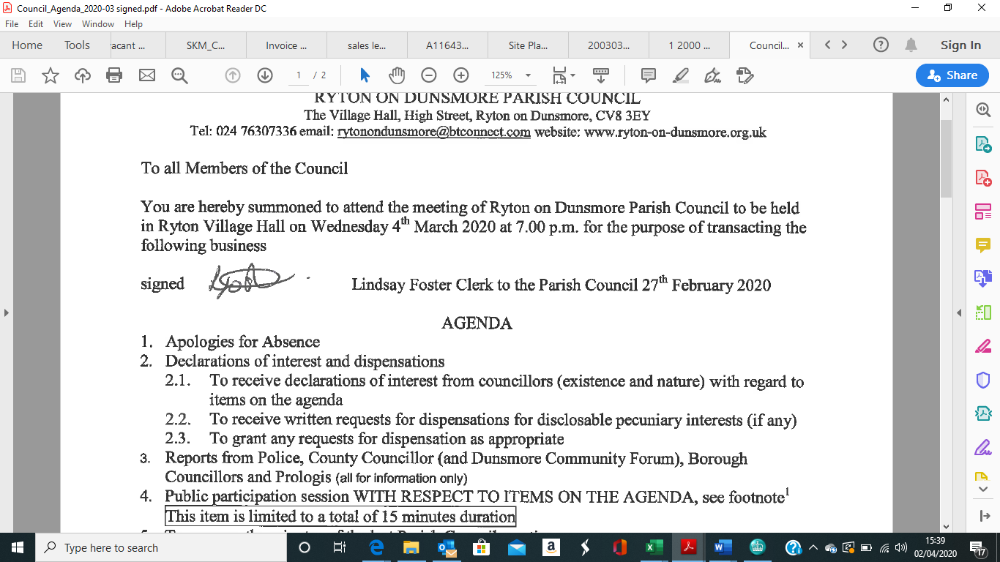 Council_Agenda_2020-03 signed.pdf - Adobe Acrobat Reader DC
File Edit View Window Help
Home Tools vacant ... SKM_C... Invoice ... sales le... A11643... Site Pla... 200303... 1 2000 ... Council... × Sign In
1 / 2 125% Share
RYTON ON DUNSMORE PARISH COUNCIL
The Village Hall, High Street, Ryton on Dunsmore, CV8 3EY
Tel: 024 76307336 email: rytonondunsmore@btconnect.com website: www.ryton-on-dunsmore.org.uk
To all Members of the Council
You are hereby summoned to attend the meeting of Ryton on Dunsmore Parish Council to be held
in Ryton Village Hall on Wednesday 4th March 2020 at 7.00 p.m. for the purpose of transacting the
following business
signed Lindsay Foster Clerk to the Parish Council 27th February 2020
AGENDA
1. Apologies for Absence
2. Declarations of interest and dispensations
2.1. To receive declarations of interest from councillors (existence and nature) with regard to
items on the agenda
2.2. To receive written requests for dispensations for disclosable pecuniary interests (if any)
2.3. To grant any requests for dispensation as appropriate
3. Reports from Police, County Councillor (and Dunsmore Community Forum), Borough
Councillors and Prologis (all for information only)
4. Public participation session WITH RESPECT TO ITEMS ON THE AGENDA, see footnote1
This item is limited to a total of 15 minutes duration
Type here to search
15:39
02/04/2020
17